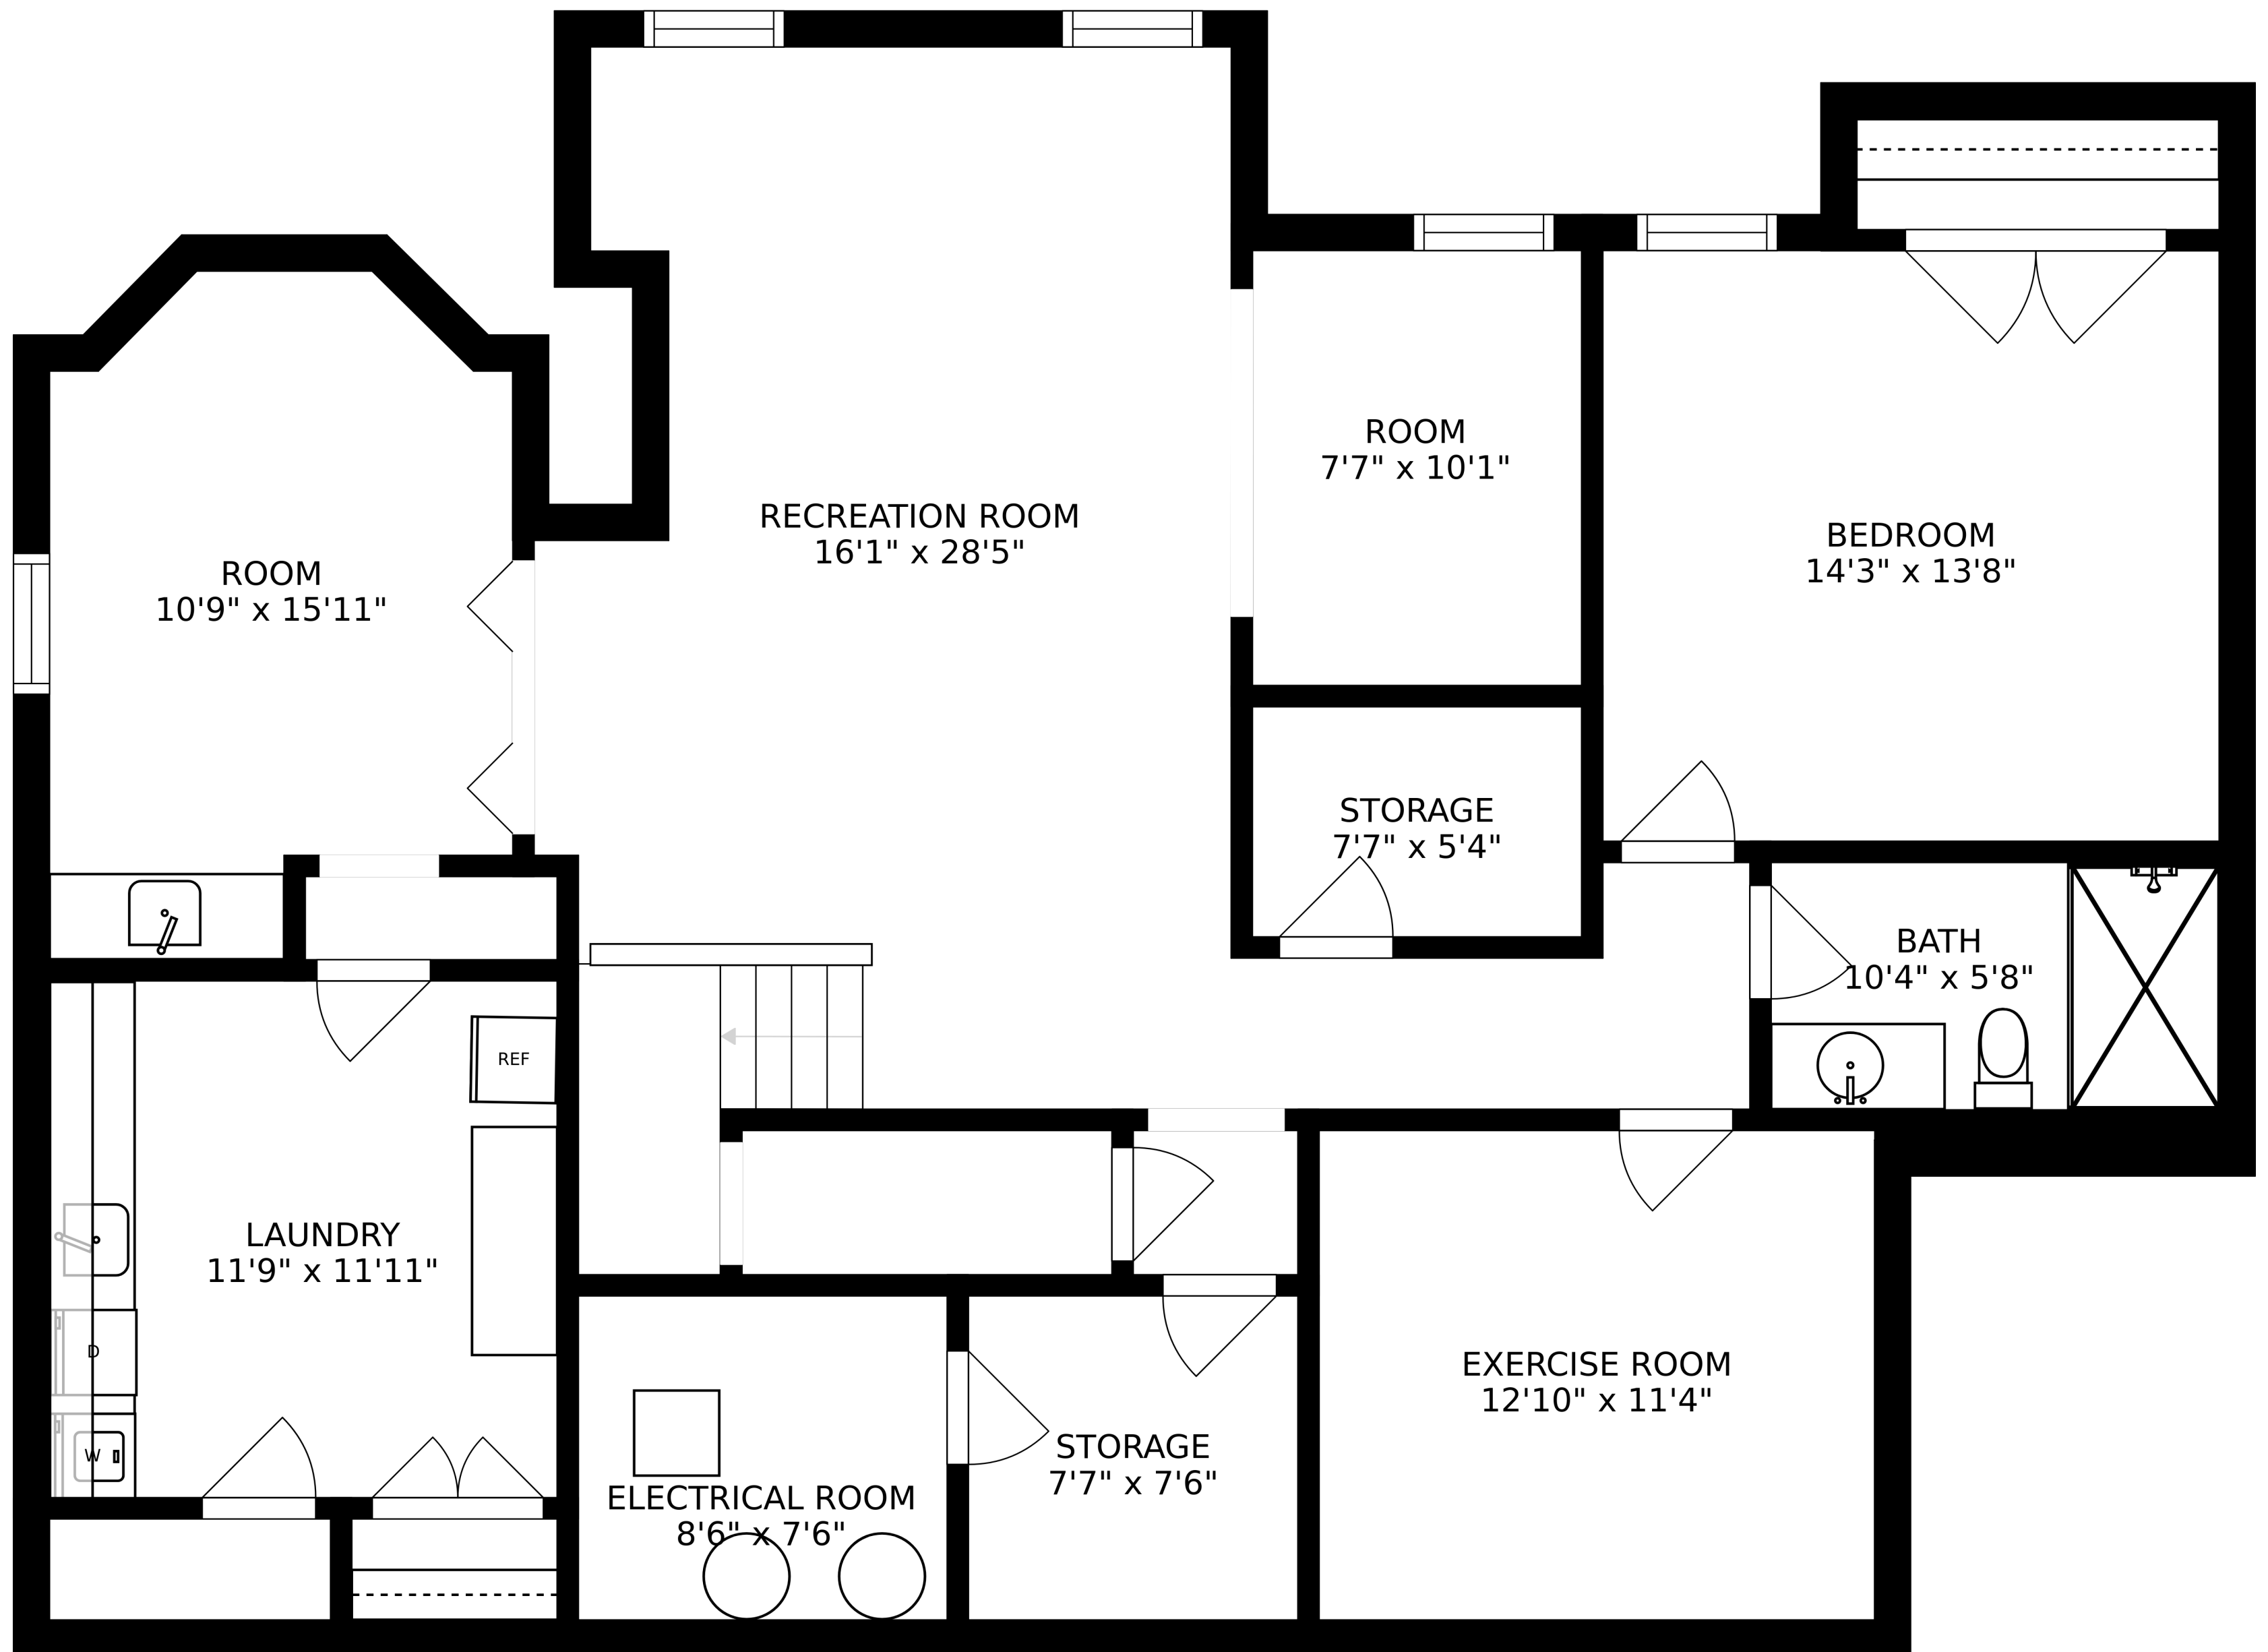 ROOM
7'7" x 10'1"
RECREATION ROOM
16'1" x 28'5"
BEDROOM
14'3" x 13'8"
ROOM
10'9" x 15'11"
STORAGE
7'7" x 5'4"
BATH
10'4" x 5'8"
REF
LAUNDRY
11'9" x 11'11"
D
W
EXERCISE ROOM
12'10" x 11'4"
STORAGE
7'7" x 7'6"
ELECTRICAL ROOM
8'6" x 7'6"